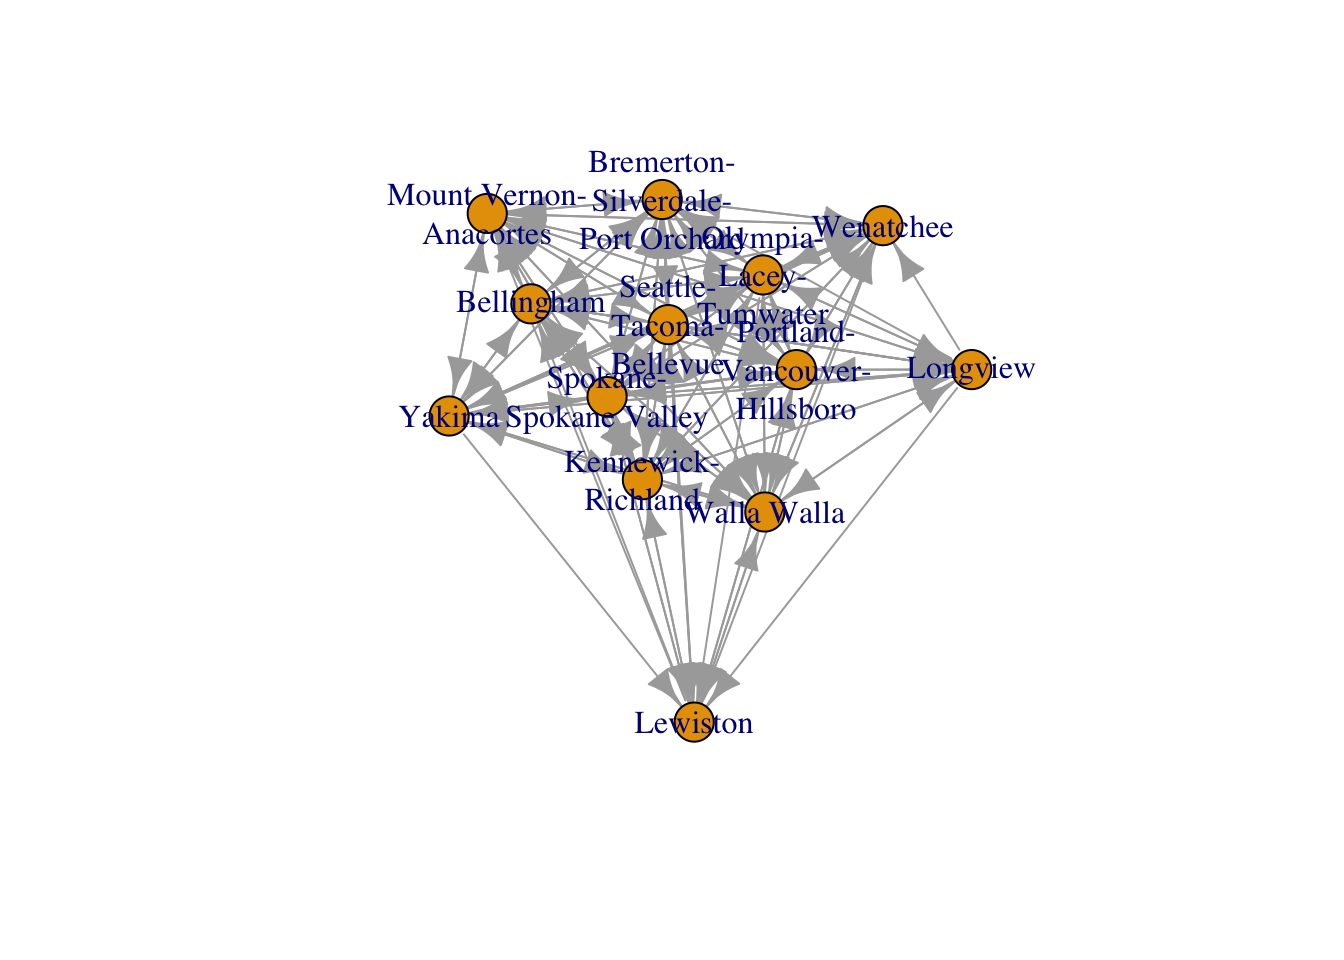 Bremerton-
Silverdale-
Port Orchard
Mount Vernon-
Anacortes
Wenatchee
Olympia-
Lacey-
Tumwater
Bellingham
Seattle-
Tacoma-
Bellevue
Portland-
Vancouver-
Hillsboro
Longview
Spokane-
Spokane Valley
Yakima
Kennewick-
Richland
Walla Walla
Lewiston